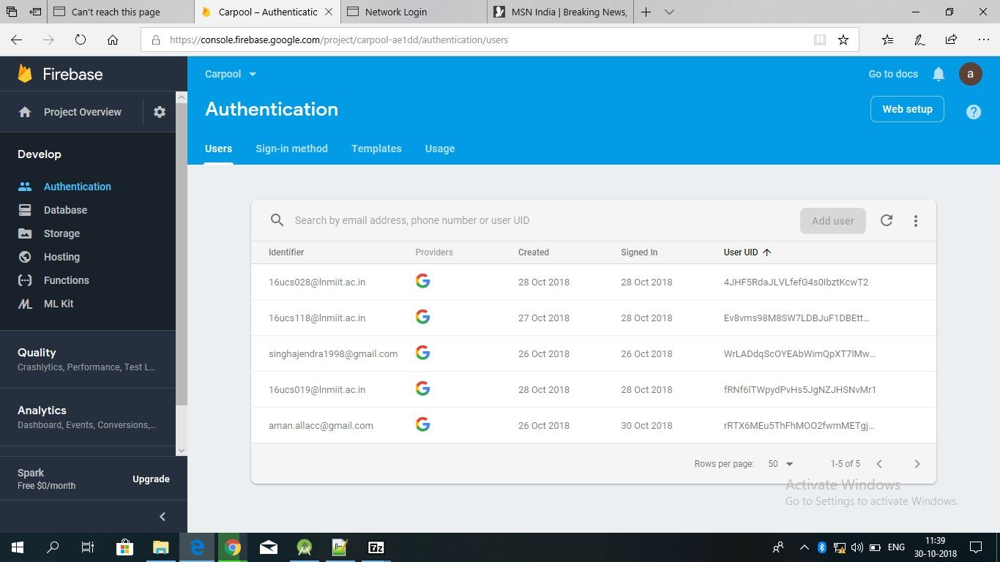 Can't reach this page
Carpool – Authenticatic
Network Login
MSN India | Breaking News,
https://console.firebase.google.com/project/carpool-ae1dd/authentication/users
Firebase
Carpool
Go to docs
a
Project Overview
Authentication
Web setup
?
Users Sign-in method Templates Usage
Develop
Authentication
Database
Storage
Hosting
Functions
ML Kit
Quality
Crashlytics, Performance, Test L...
Analytics
Dashboard, Events, Conversions,...
Spark
Free $0/month
Upgrade
Search by email address, phone number or user UID
Add user
Identifier Providers Created Signed In User UID
16ucs028@lnmiit.ac.in 28 Oct 2018 28 Oct 2018 4JHF5RdaJLVLfefG4s0lbztKcwT2
16ucs118@lnmiit.ac.in 27 Oct 2018 28 Oct 2018 Ev8vms98M8SW7LDBJuF1DBEtt...
singhajendra1998@gmail.com 26 Oct 2018 26 Oct 2018 WrLADdqScOYEAbWimQpXT7lMw...
16ucs019@lnmiit.ac.in 28 Oct 2018 28 Oct 2018 fRNf6lTWpydPvHs5JgNZJHSNvMr1
aman.allacc@gmail.com 26 Oct 2018 30 Oct 2018 rRTX6MEu5ThFhMOO2fwmMETgj...
Rows per page: 50 1-5 of 5
Activate Windows
Go to Settings to activate Windows.
7z
ENG
11:39
30-10-2018